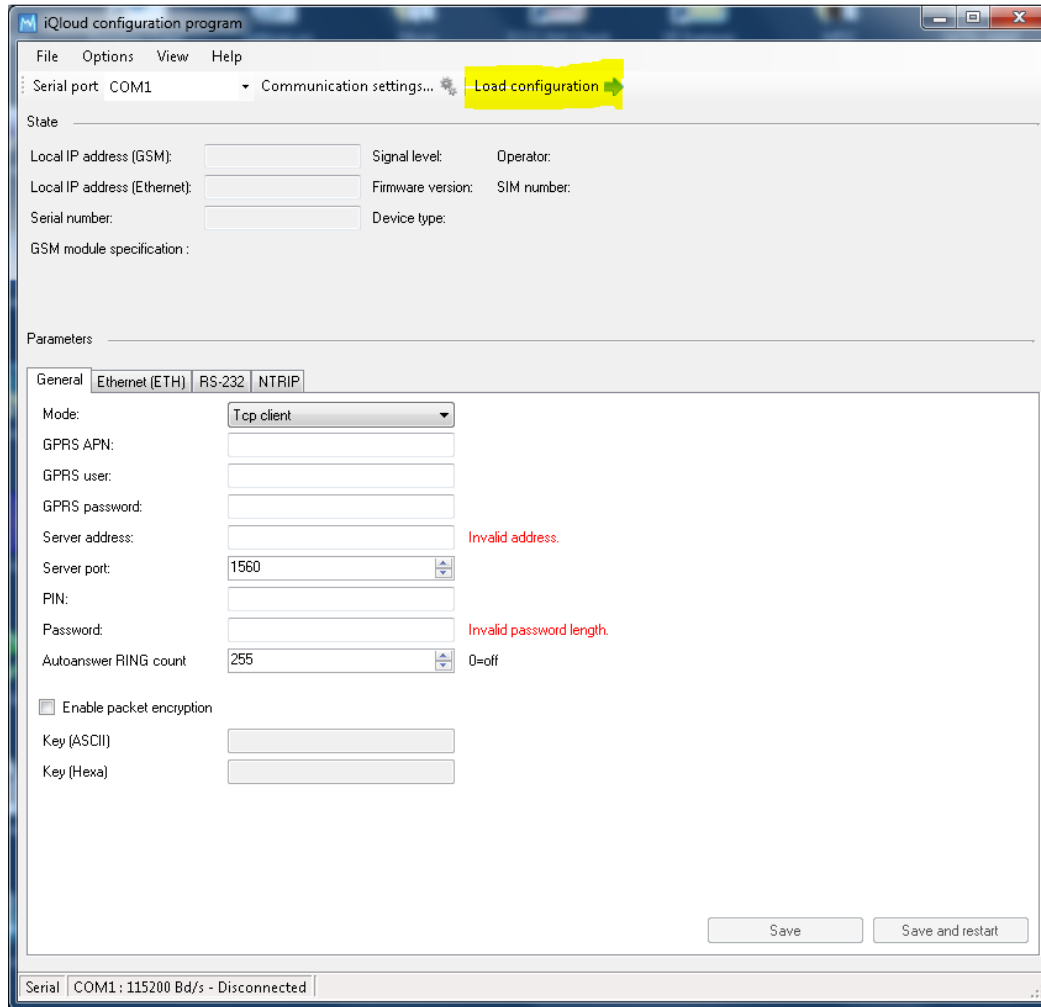 iQloud configuration program
File Options View Help
Serial port COM1 Communication settings... Load configuration
State
Local IP address (GSM): Signal level: Operator:
Local IP address (Ethernet): Firmware version: SIM number:
Serial number: Device type:
GSM module specification :
Parameters
General Ethernet (ETH) RS-232 NTRIP
Mode: Tcp client
GPRS APN:
GPRS user:
GPRS password:
Server address: Invalid address.
Server port: 1560
PIN:
Password: Invalid password length.
Autoanswer RING count 255 0=off
Enable packet encryption
Key (ASCII)
Key (Hexa)
Save Save and restart
Serial COM1 : 115200 Bd/s - Disconnected